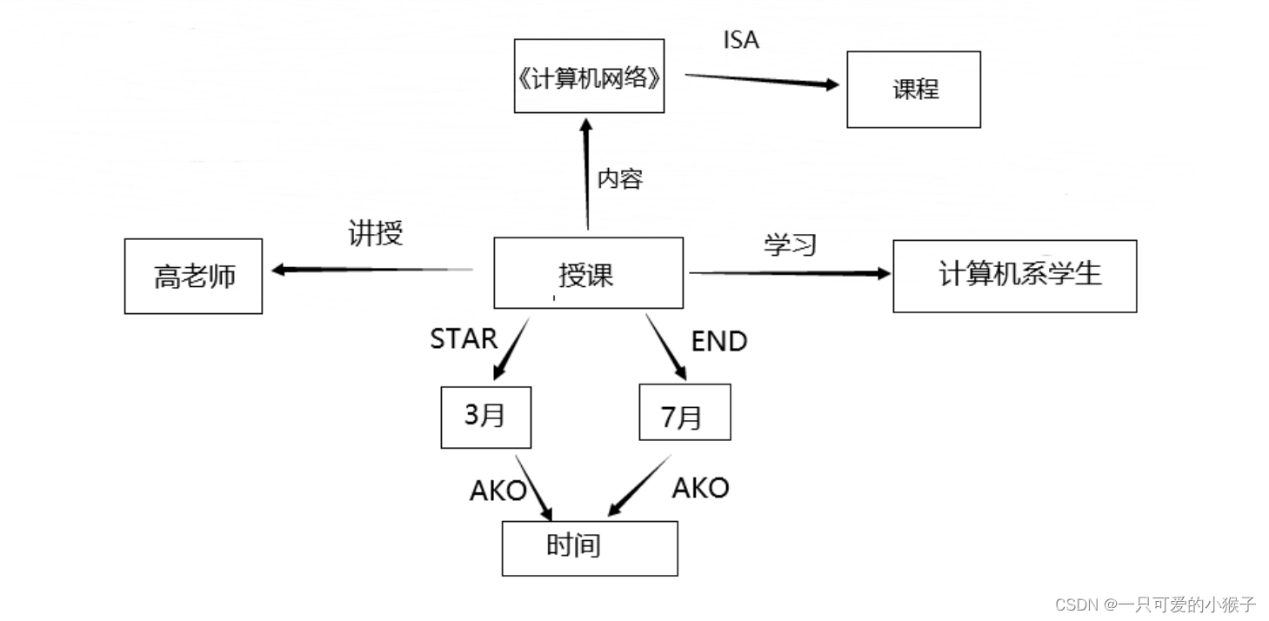 ISA
《计算机网络》
课程
内容
讲授
学习
高老师
授课
计算机系学生
STAR
END
3月
7月
AKO
AKO
时间
CSDN @一只可爱的小猴子